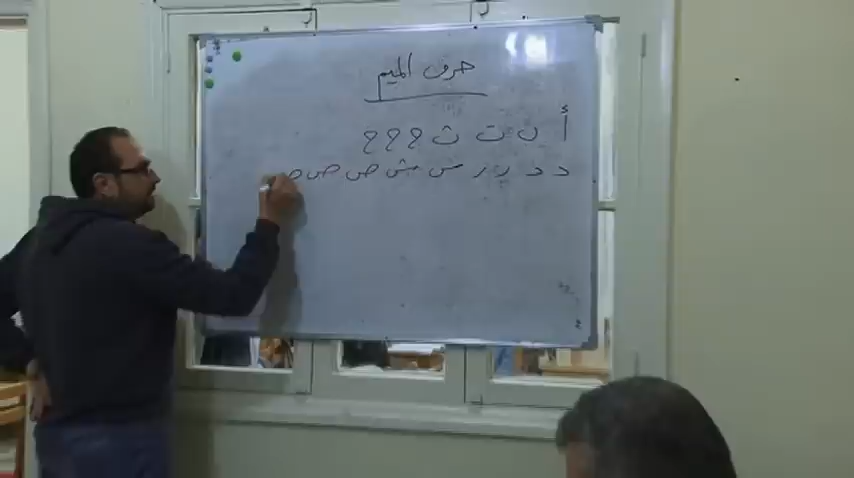 حرف الميم
أ ب ت ث ح ح ح
د د ر ر س ش ص ص ص